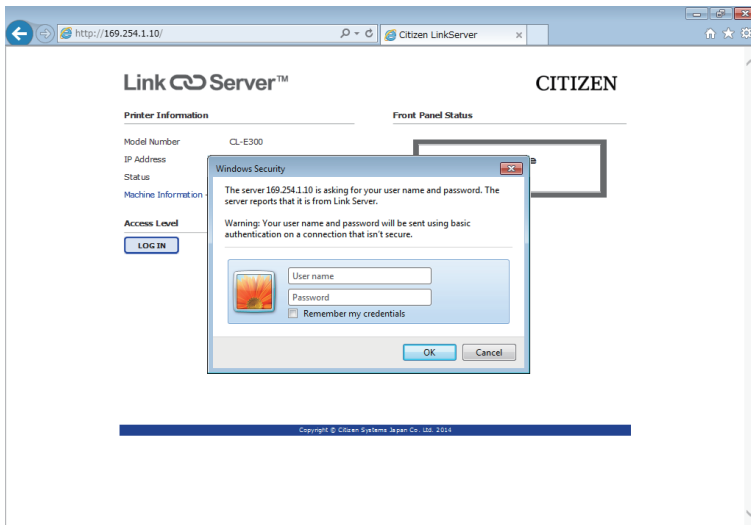 http://169.254.1.10/
Citizen LinkServer
Link Server™
CITIZEN
Printer Information
Front Panel Status
Model Number CL-E300
IP Address
Status
Machine Information
Access Level
LOG IN
Windows Security
The server 169.254.1.10 is asking for your user name and password. The
server reports that it is from Link Server.
Warning: Your user name and password will be sent using basic
authentication on a connection that isn't secure.
User name
Password
Remember my credentials
OK Cancel
Copyright © Citizen Systems Japan Co. Ltd. 2014